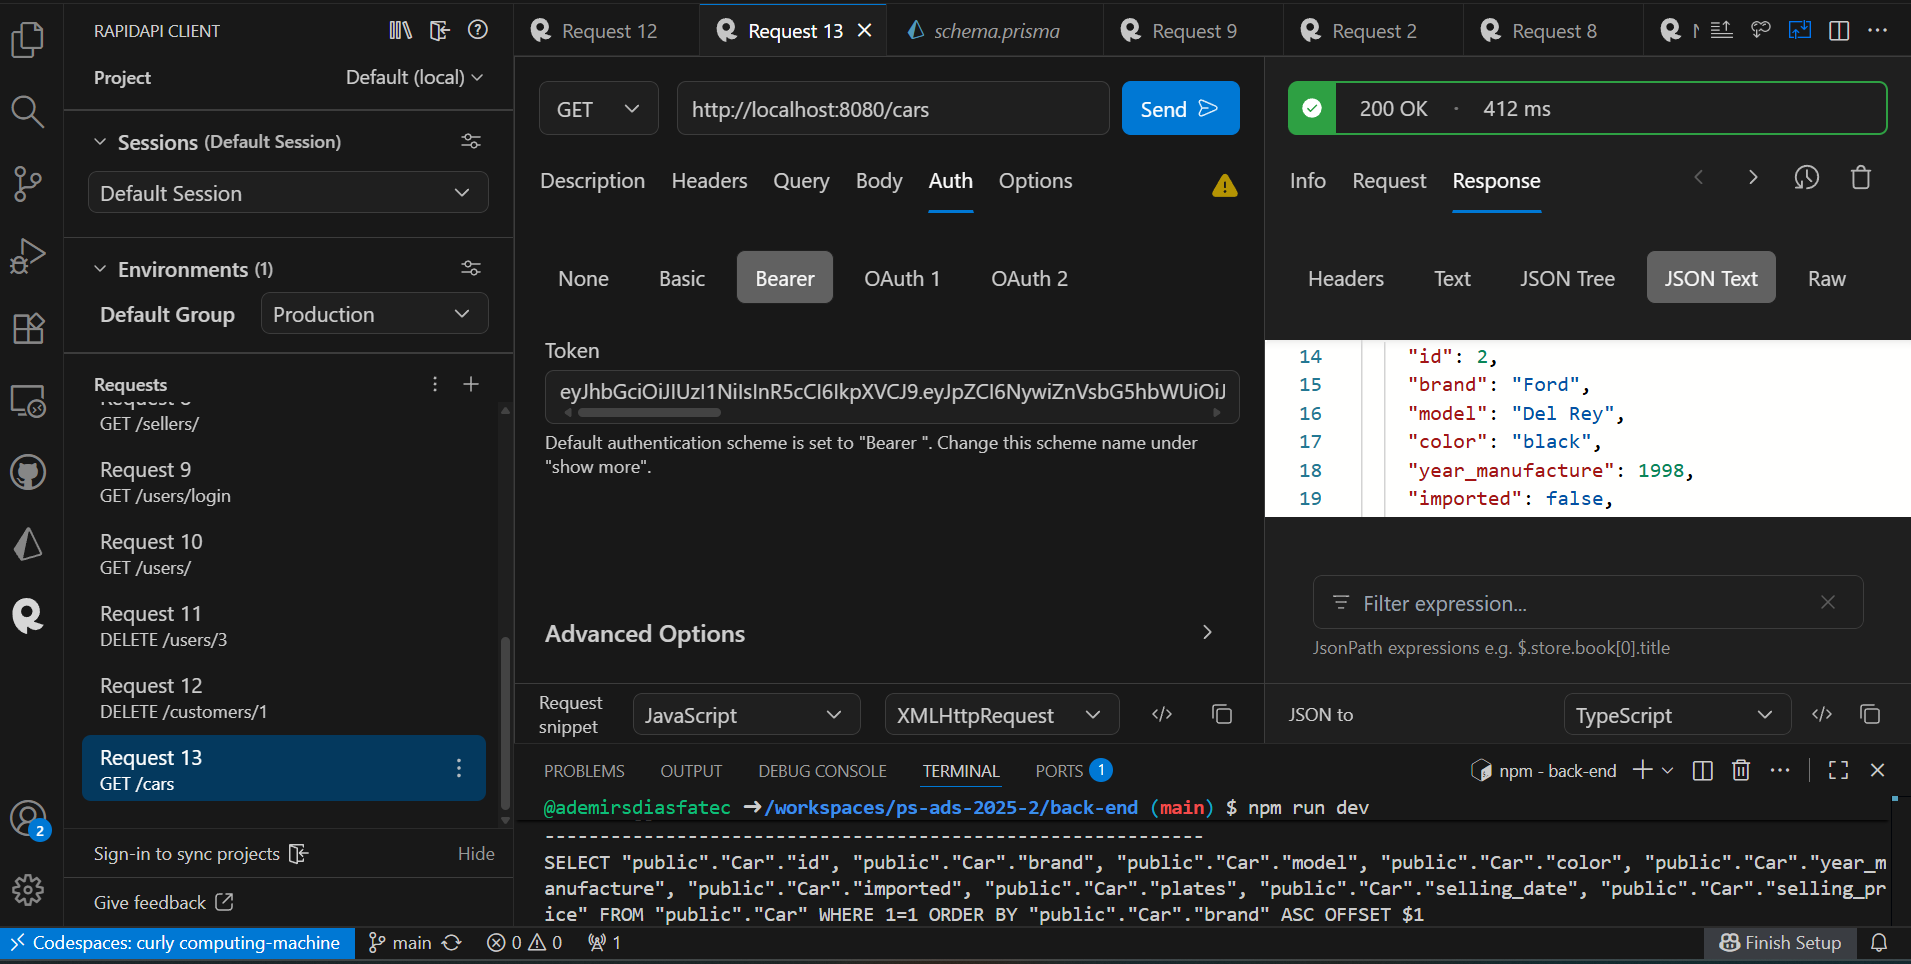 RAPIDAPI CLIENT
Project
Default (local)
Sessions (Default Session)
Default Session
Environments (1)
Default Group
Production
Requests
GET /sellers/
Request 9
GET /users/login
Request 10
GET /users/
Request 11
DELETE /users/3
Request 12
DELETE /customers/1
Request 13
GET /cars
Sign-in to sync projects
Hide
Give feedback
2
Request 12
Request 13
schema.prisma
Request 9
Request 2
Request 8
GET
http://localhost:8080/cars
Send
Description
Headers
Query
Body
Auth
Options
None
Basic
Bearer
OAuth 1
OAuth 2
Token
Default authentication scheme is set to "Bearer ". Change this scheme name under
"show more".
Advanced Options
Request
snippet
JavaScript
XMLHttpRequest
200 OK · 412 ms
Info
Request
Response
Headers
Text
JSON Tree
JSON Text
Raw
14 "id": 2,
15 "brand": "Ford",
16 "model": "Del Rey",
17 "color": "black",
18 "year_manufacture": 1998,
19 "imported": false,
Filter expression...
JsonPath expressions e.g. $.store.book[0].title
JSON to
TypeScript
PROBLEMS
OUTPUT
DEBUG CONSOLE
TERMINAL
PORTS 1
npm - back-end
@ademirsdiasfatec ➜/workspaces/ps-ads-2025-2/back-end (main) $ npm run dev
------------------------------------------------------------
SELECT "public"."Car"."id", "public"."Car"."brand", "public"."Car"."model", "public"."Car"."color", "public"."Car"."year_m
anufacture", "public"."Car"."imported", "public"."Car"."plates", "public"."Car"."selling_date", "public"."Car"."selling_pr
ice" FROM "public"."Car" WHERE 1=1 ORDER BY "public"."Car"."brand" ASC OFFSET $1
Codespaces: curly computing-machine
main
0
0
1
Finish Setup